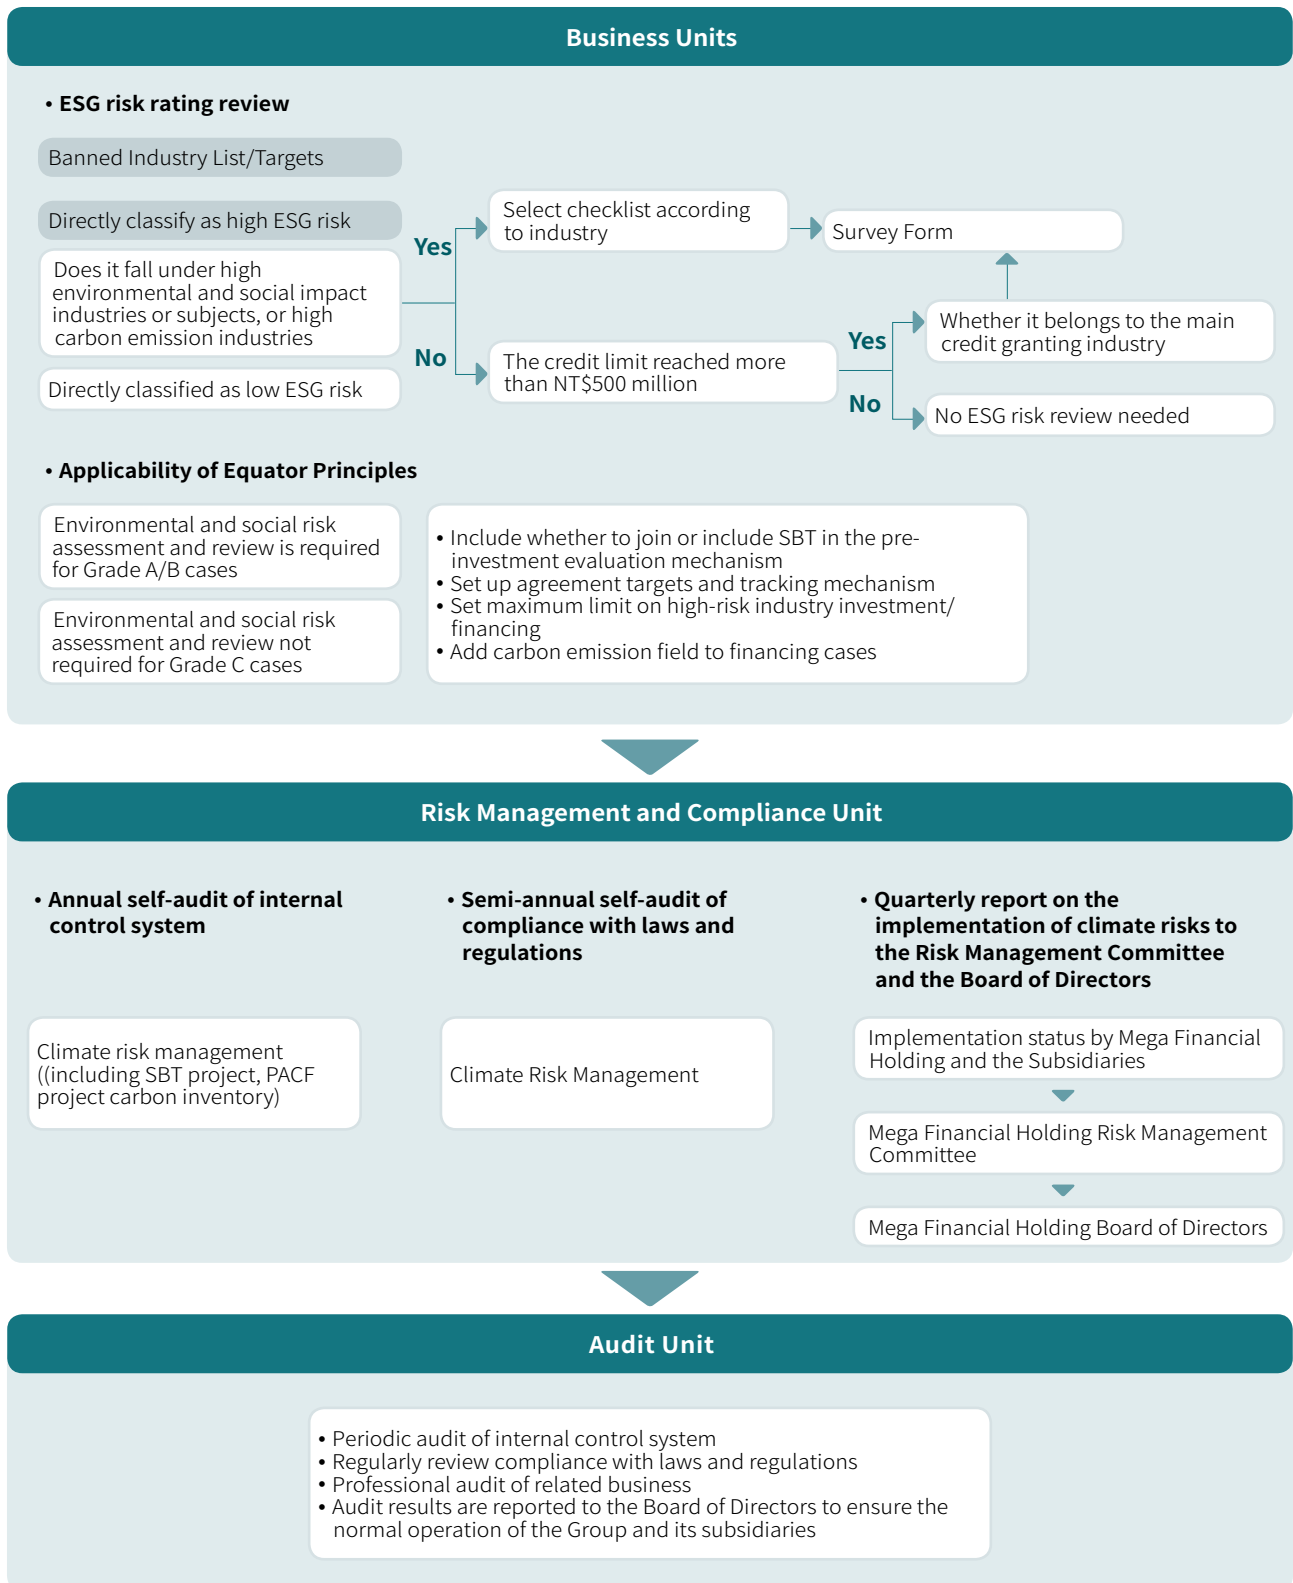 Business Units
• ESG risk rating review
Banned Industry List/Targets
Directly classify as high ESG risk
Does it fall under high
environmental and social impact
industries or subjects, or high
carbon emission industries
Directly classified as low ESG risk
Yes
No
Select checklist according
to industry
Survey Form
The credit limit reached more
than NT$500 million
Yes
No
Whether it belongs to the main
credit granting industry
No ESG risk review needed
• Applicability of Equator Principles
Environmental and social risk
assessment and review is required
for Grade A/B cases
Environmental and social risk
assessment and review not
required for Grade C cases
• Include whether to join or include SBT in the pre-
investment evaluation mechanism
• Set up agreement targets and tracking mechanism
• Set maximum limit on high-risk industry investment/
financing
• Add carbon emission field to financing cases
Risk Management and Compliance Unit
• Annual self-audit of internal
control system
Climate risk management
((including SBT project, PACF
project carbon inventory)
• Semi-annual self-audit of
compliance with laws and
regulations
Climate Risk Management
• Quarterly report on the
implementation of climate risks to
the Risk Management Committee
and the Board of Directors
Implementation status by Mega Financial
Holding and the Subsidiaries
Mega Financial Holding Risk Management
Committee
Mega Financial Holding Board of Directors
Audit Unit
• Periodic audit of internal control system
• Regularly review compliance with laws and regulations
• Professional audit of related business
• Audit results are reported to the Board of Directors to ensure the
normal operation of the Group and its subsidiaries